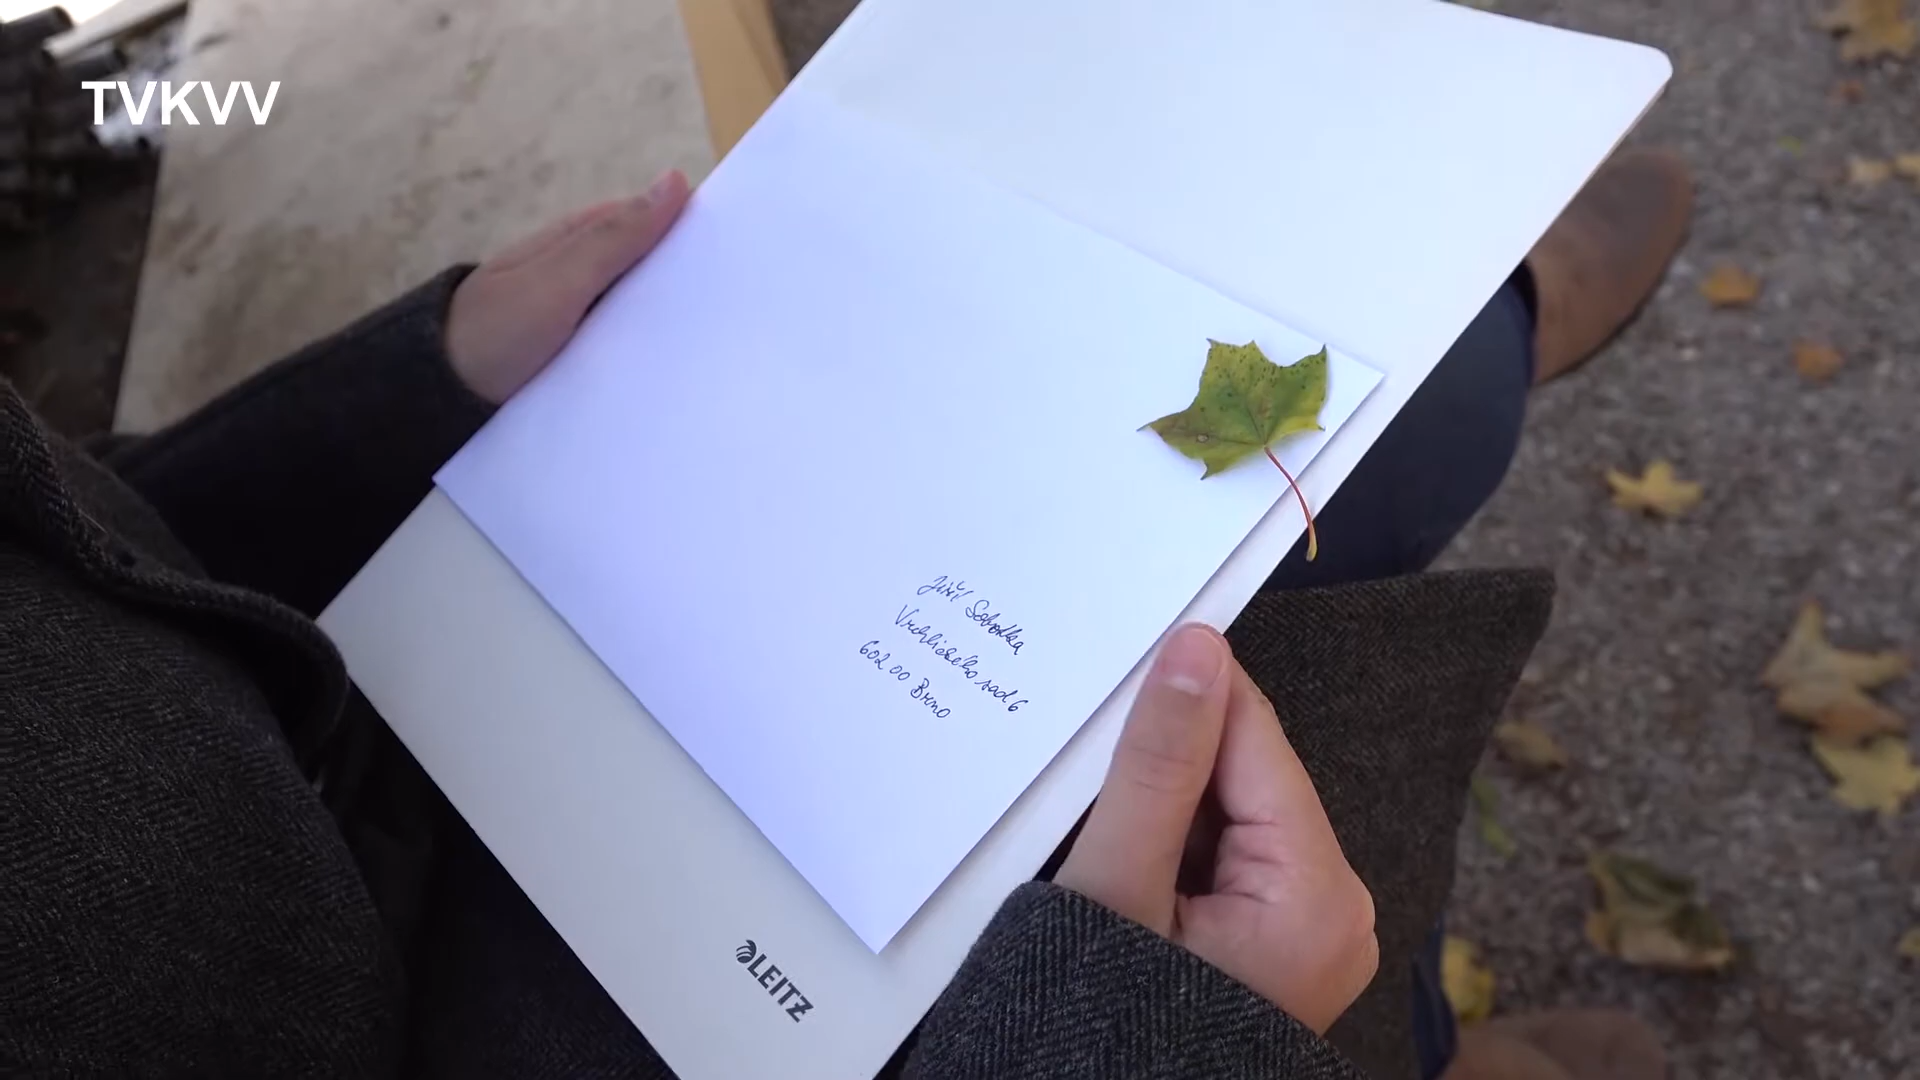 TVKVV
Jiří Sobotka
Vrchlického sad 6
602 00 Brno
LEITZ